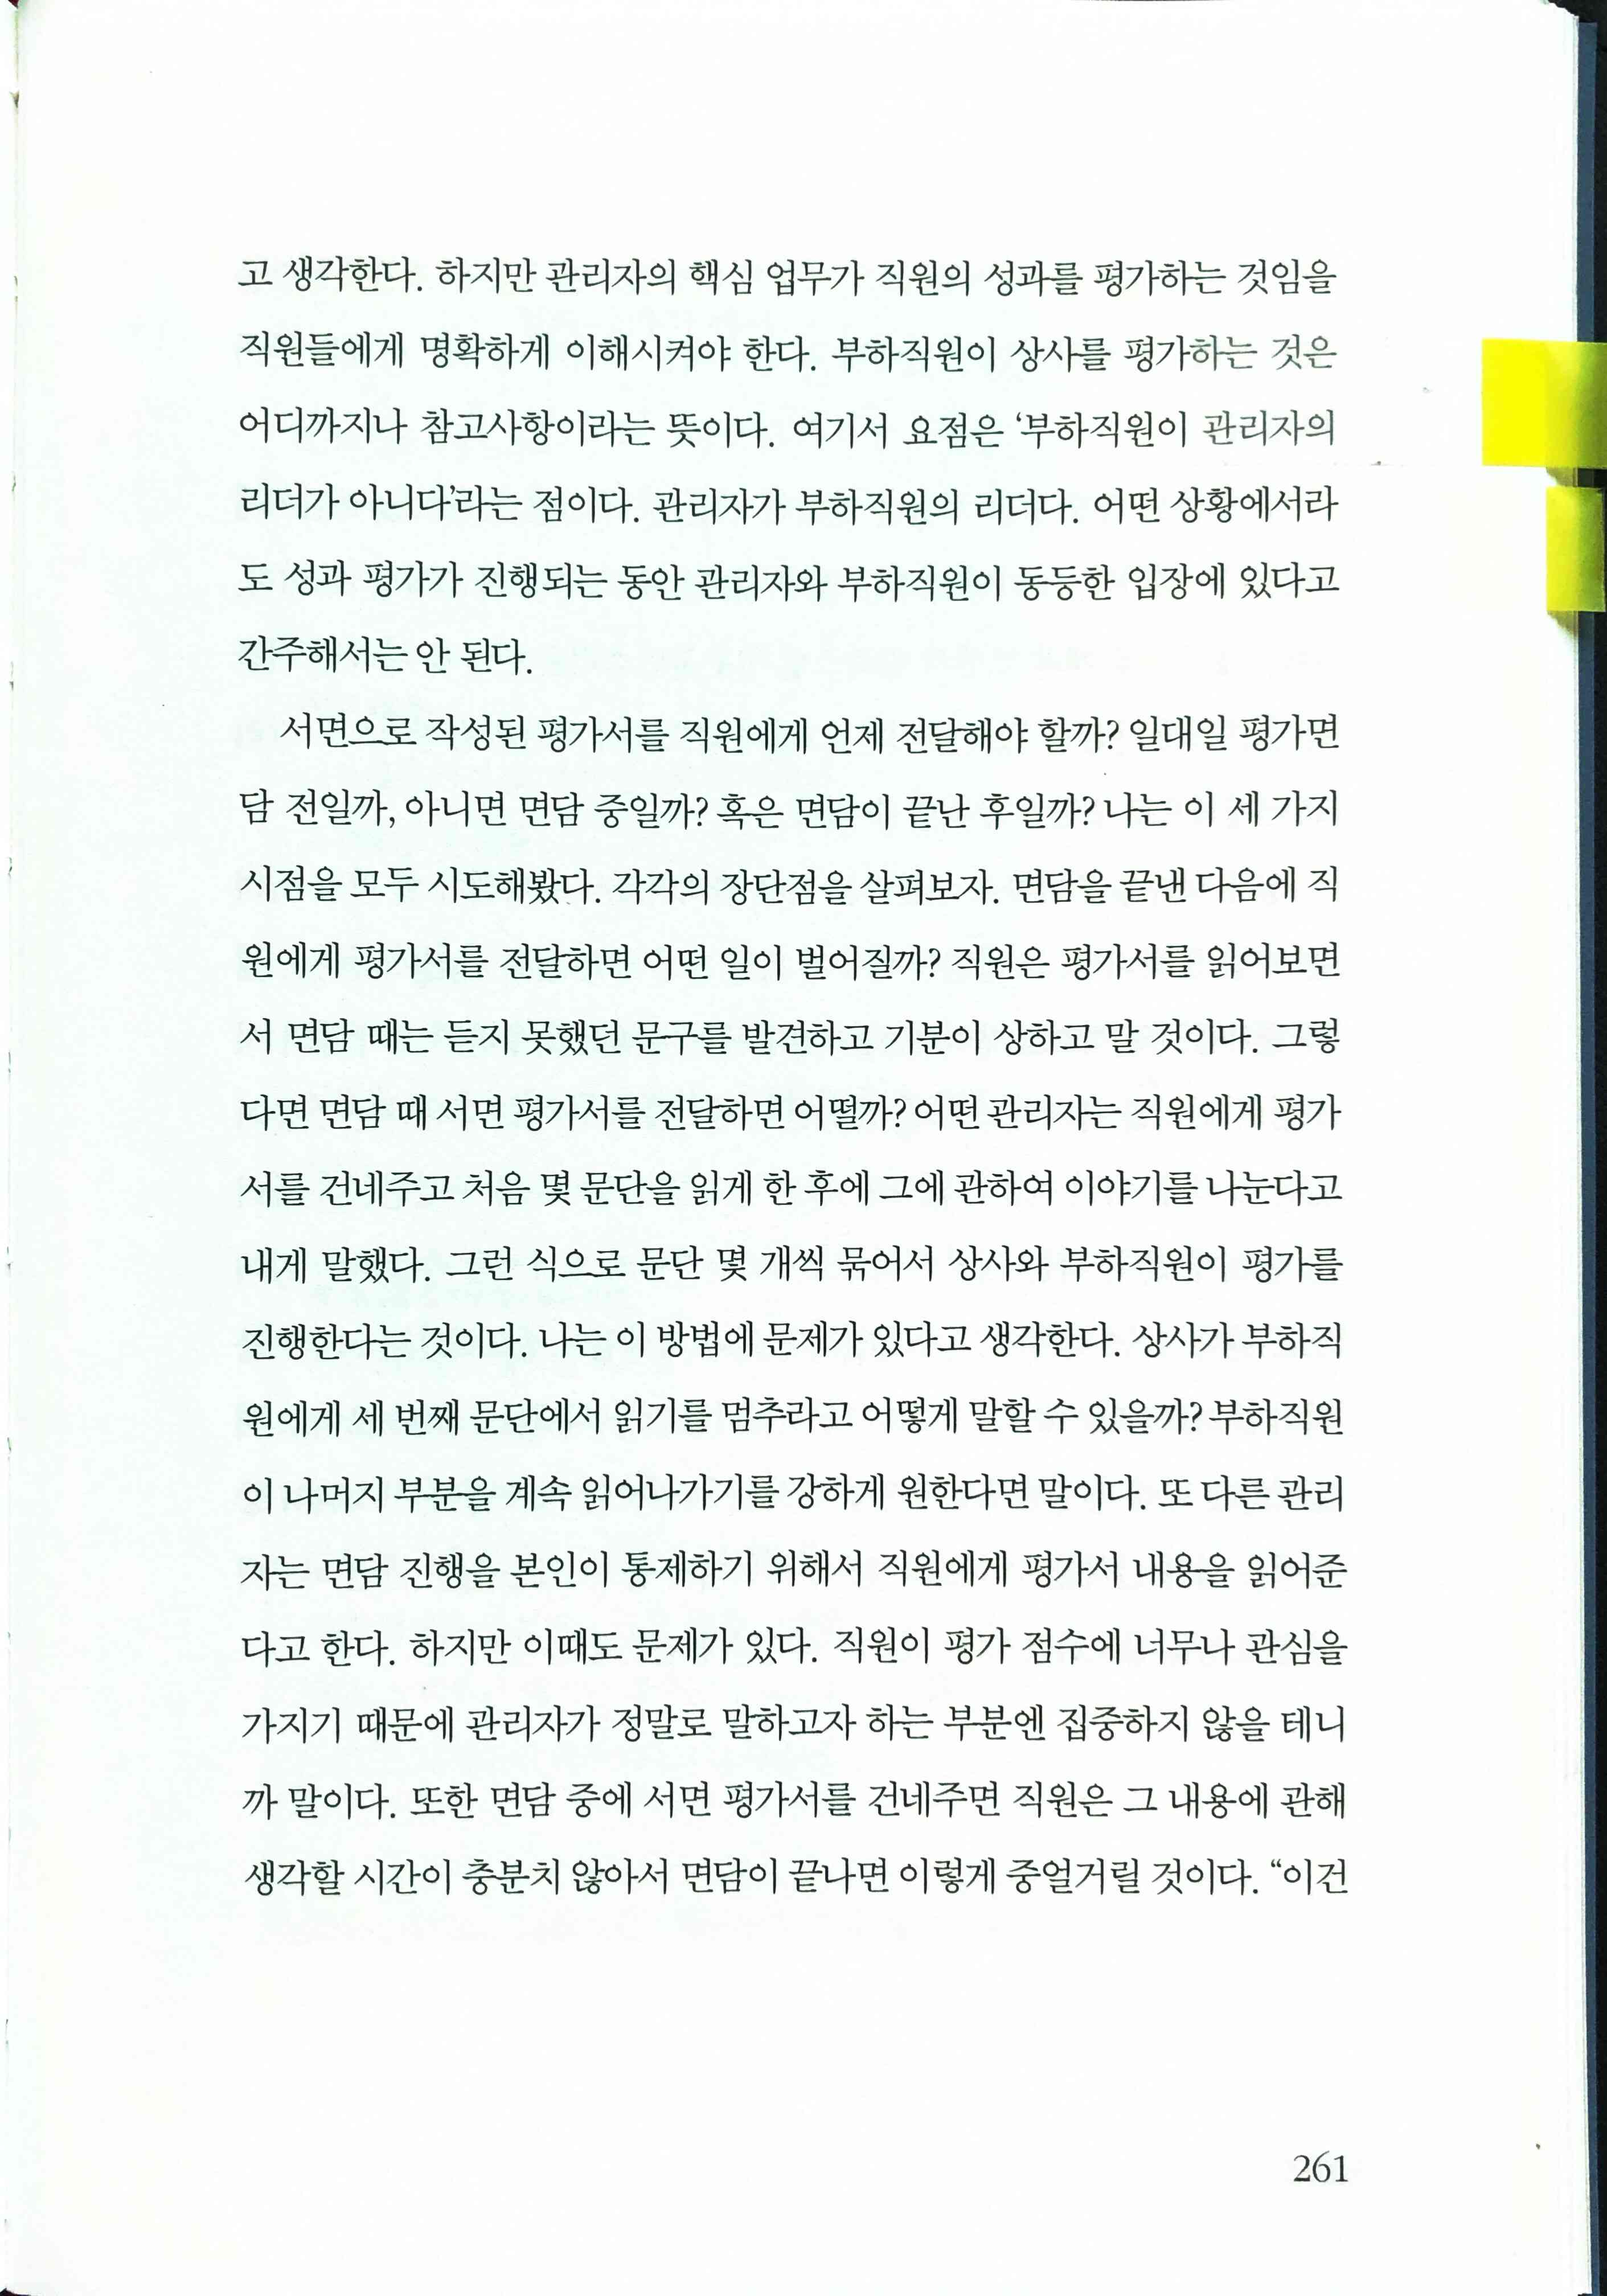 고 생각한다. 하지만 관리자의 핵심 업무가 직원의 성과를 평가하는 것임을
직원들에게 명확하게 이해시켜야 한다. 부하직원이 상사를 평가하는 것은
어디까지나 참고사항이라는 뜻이다. 여기서 요점은 ‘부하직원이 관리자의
리더가 아니다’라는 점이다. 관리자가 부하직원의 리더다. 어떤 상황에서라
도 성과 평가가 진행되는 동안 관리자와 부하직원이 동등한 입장에 있다고
간주해서는 안 된다.
서면으로 작성된 평가서를 직원에게 언제 전달해야 할까? 일대일 평가면
담 전일까, 아니면 면담 중일까? 혹은 면담이 끝난 후일까? 나는 이 세 가지
시점을 모두 시도해봤다. 각각의 장단점을 살펴보자. 면담을 끝낸 다음에 직
원에게 평가서를 전달하면 어떤 일이 벌어질까? 직원은 평가서를 읽어보면
서 면담 때는 듣지 못했던 문구를 발견하고 기분이 상하고 말 것이다. 그렇
다면 면담 때 서면 평가서를 전달하면 어떨까? 어떤 관리자는 직원에게 평가
서를 건네주고 처음 몇 문단을 읽게 한 후에 그에 관하여 이야기를 나눈다고
내게 말했다. 그런 식으로 문단 몇 개씩 묶어서 상사와 부하직원이 평가를
진행한다는 것이다. 나는 이 방법에 문제가 있다고 생각한다. 상사가 부하직
원에게 세 번째 문단에서 읽기를 멈추라고 어떻게 말할 수 있을까? 부하직원
이 나머지 부분을 계속 읽어나가기를 강하게 원한다면 말이다. 또 다른 관리
자는 면담 진행을 본인이 통제하기 위해서 직원에게 평가서 내용을 읽어준
다고 한다. 하지만 이때도 문제가 있다. 직원이 평가 점수에 너무나 관심을
가지기 때문에 관리자가 정말로 말하고자 하는 부분엔 집중하지 않을 테니
까 말이다. 또한 면담 중에 서면 평가서를 건네주면 직원은 그 내용에 관해
생각할 시간이 충분치 않아서 면담이 끝나면 이렇게 중얼거릴 것이다. “이건
261